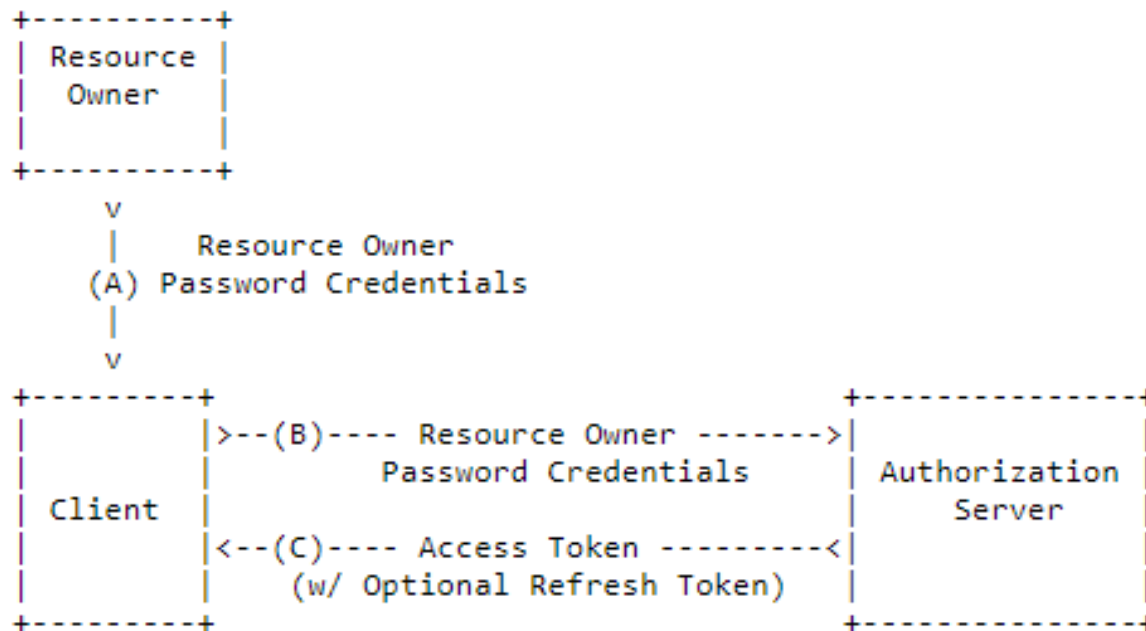 +----------+
| Resource |
|  Owner   |
|          |
+----------+
     v
     |    Resource Owner
    (A) Password Credentials
     |
     v
+---------+                                  +---------------+
|         |>--(B)---- Resource Owner ------->|               |
|         |         Password Credentials     | Authorization |
| Client  |                                  |     Server    |
|         |<--(C)---- Access Token ---------<|               |
|         |    (w/ Optional Refresh Token)   |               |
+---------+                                  +---------------+